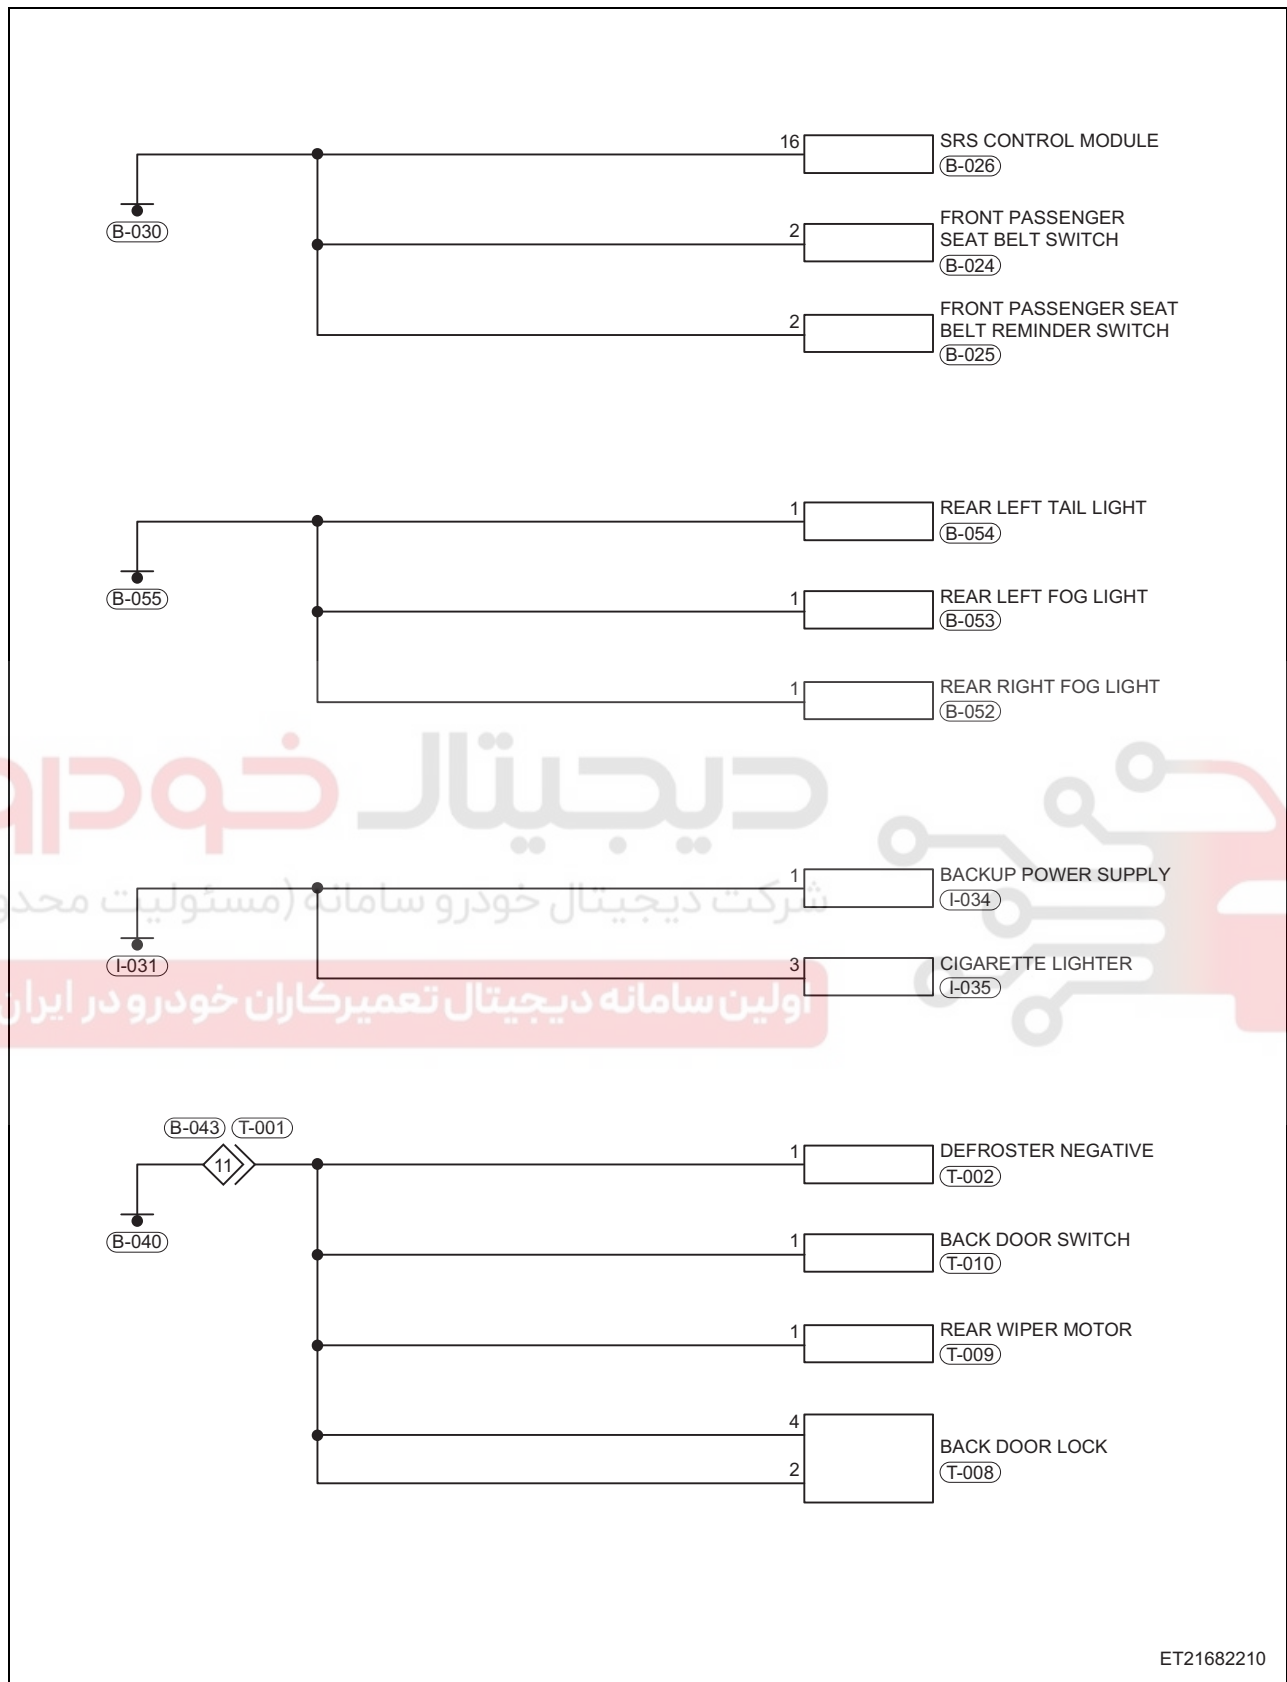 16 SRS CONTROL MODULE
B-026
B-030
2 FRONT PASSENGER
SEAT BELT SWITCH
B-024
2 FRONT PASSENGER SEAT
BELT REMINDER SWITCH
B-025
1 REAR LEFT TAIL LIGHT
B-054
B-055
1 REAR LEFT FOG LIGHT
B-053
1 REAR RIGHT FOG LIGHT
B-052
دیجیتال خودرو
1 BACKUP POWER SUPPLY
I-034
شرکت دیجیتال خودرو سامانه (مسئولیت
I-031
3 CIGARETTE LIGHTER
I-035
اولین سامانه دیجیتال تعمیرکاران خودرو در ایران
B-043 T-001
11
1 DEFROSTER NEGATIVE
T-002
B-040
1 BACK DOOR SWITCH
T-010
1 REAR WIPER MOTOR
T-009
4
BACK DOOR LOCK
2
T-008
ET21682210